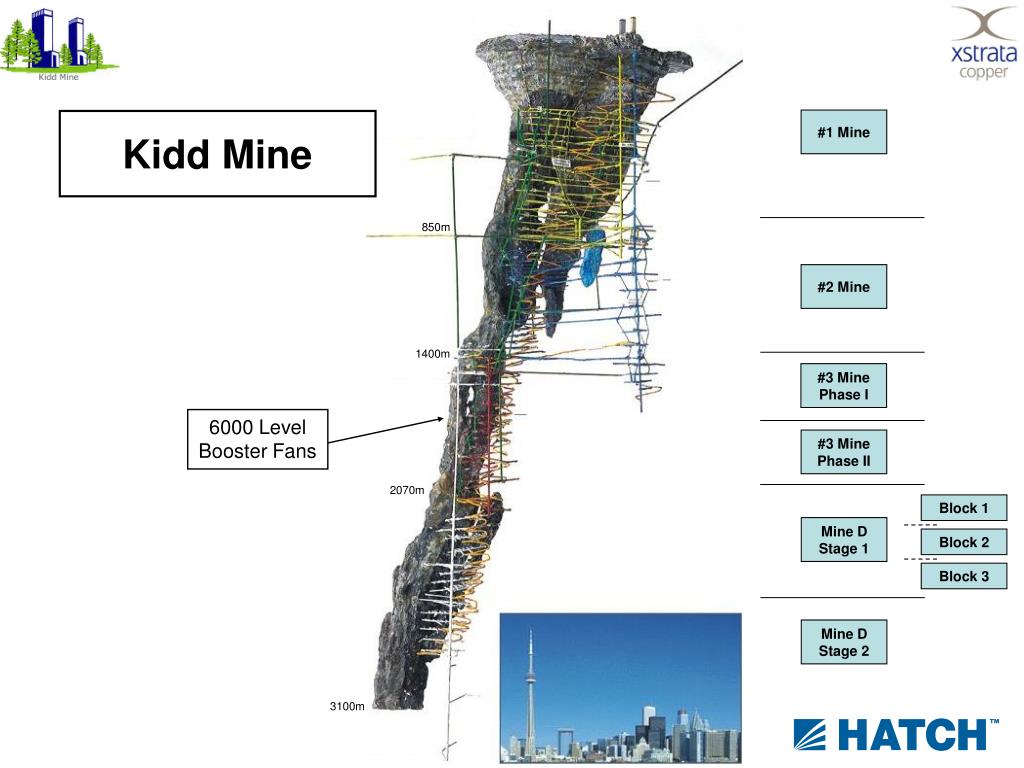 Kidd Mine
xstrata
copper
Kidd Mine
#1 Mine
850m
#2 Mine
1400m
#3 Mine
Phase I
6000 Level
Booster Fans
#3 Mine
Phase II
2070m
Mine D
Stage 1
Block 1
Block 2
Block 3
Mine D
Stage 2
3100m
HATCH™